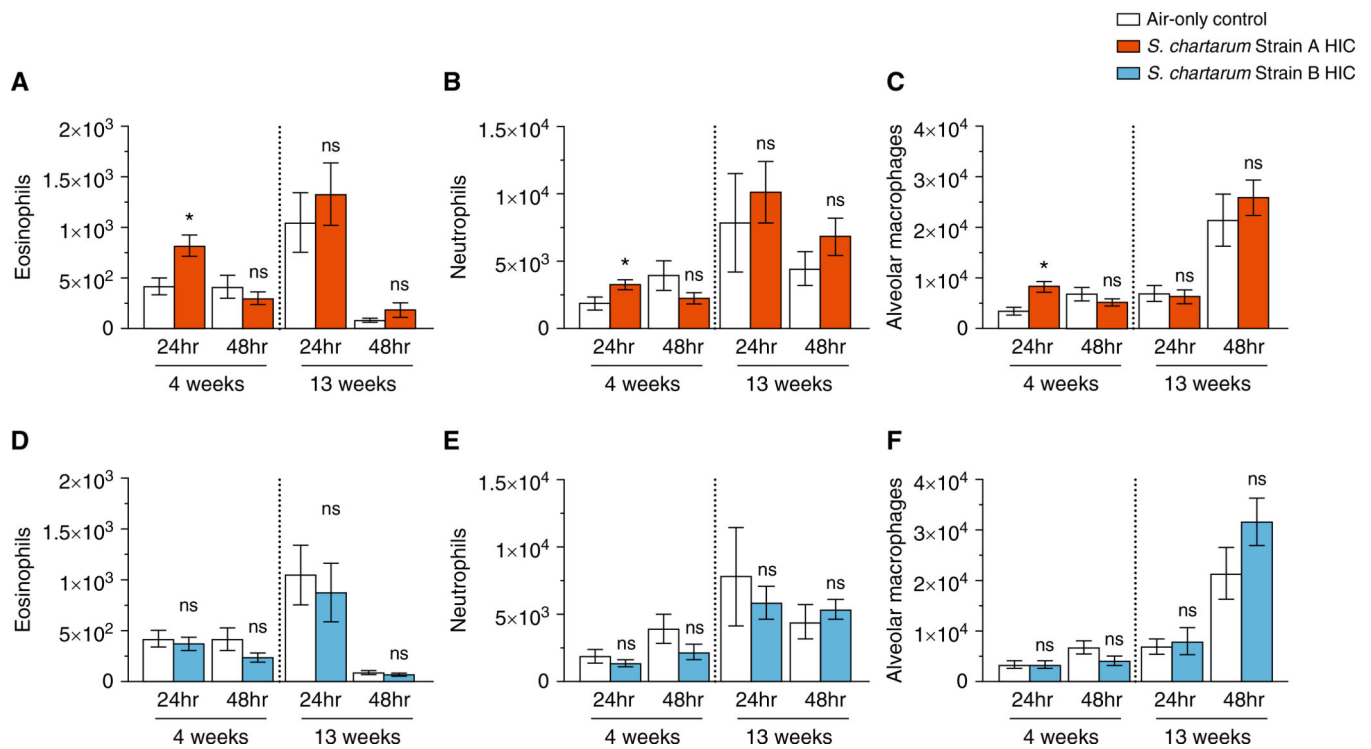 Air-only control
S. chartarum Strain A HIC
S. chartarum Strain B HIC
A
Eosinophils
2×10³
1.5×10³
1×10³
5×10²
0
*
ns
ns
ns
24hr 48hr 24hr 48hr
4 weeks 13 weeks
B
Neutrophils
1.5×10⁴
1×10⁴
5×10³
0
*
ns
ns
ns
24hr 48hr 24hr 48hr
4 weeks 13 weeks
C
Alveolar macrophages
4×10⁴
3×10⁴
2×10⁴
1×10⁴
0
*
ns
ns
ns
24hr 48hr 24hr 48hr
4 weeks 13 weeks
D
Eosinophils
2×10³
1.5×10³
1×10³
5×10²
0
ns
ns
ns
ns
24hr 48hr 24hr 48hr
4 weeks 13 weeks
E
Neutrophils
1.5×10⁴
1×10⁴
5×10³
0
ns
ns
ns
ns
24hr 48hr 24hr 48hr
4 weeks 13 weeks
F
Alveolar macrophages
4×10⁴
3×10⁴
2×10⁴
1×10⁴
0
ns
ns
ns
ns
24hr 48hr 24hr 48hr
4 weeks 13 weeks